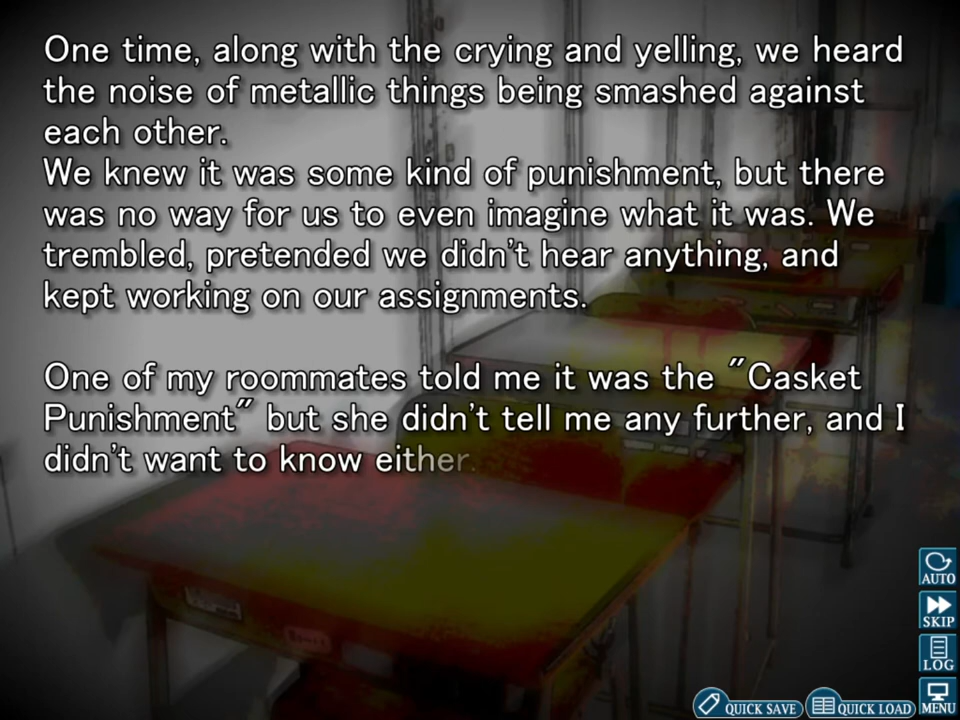 One time, along with the crying and yelling, we heard
the noise of metallic things being smashed against
each other.
We knew it was some kind of punishment, but there
was no way for us to even imagine what it was. We
trembled, pretended we didn't hear anything, and
kept working on our assignments.
One of my roommates told me it was the "Casket
Punishment" but she didn't tell me any further, and I
didn't want to know either.
AUTO
SKIP
LOG
MENU
QUICK SAVE
QUICK LOAD